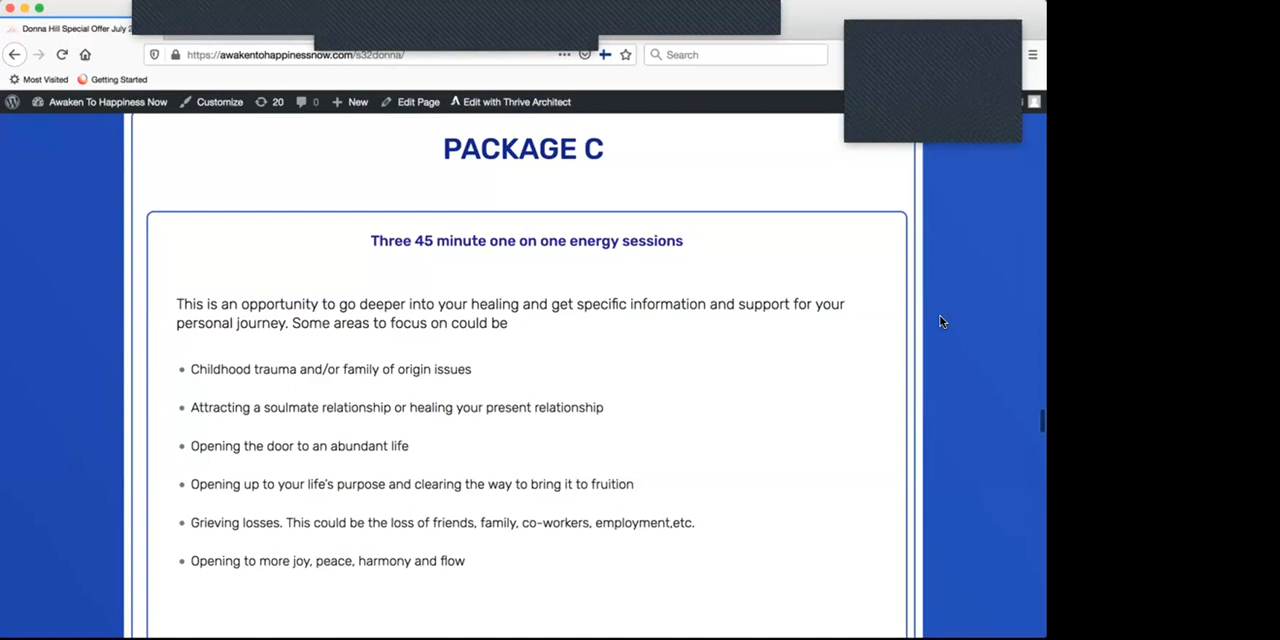 Donna Hill Special Offer July 2
https://awakentohappinessnow.com/s32donna/
Search
Most Visited
Getting Started
Awaken To Happiness Now
Customize
20
0
New
Edit Page
Edit with Thrive Architect
PACKAGE C
Three 45 minute one on one energy sessions
This is an opportunity to go deeper into your healing and get specific information and support for your
personal journey. Some areas to focus on could be
• Childhood trauma and/or family of origin issues
• Attracting a soulmate relationship or healing your present relationship
• Opening the door to an abundant life
• Opening up to your life's purpose and clearing the way to bring it to fruition
• Grieving losses. This could be the loss of friends, family, co-workers, employment,etc.
• Opening to more joy, peace, harmony and flow